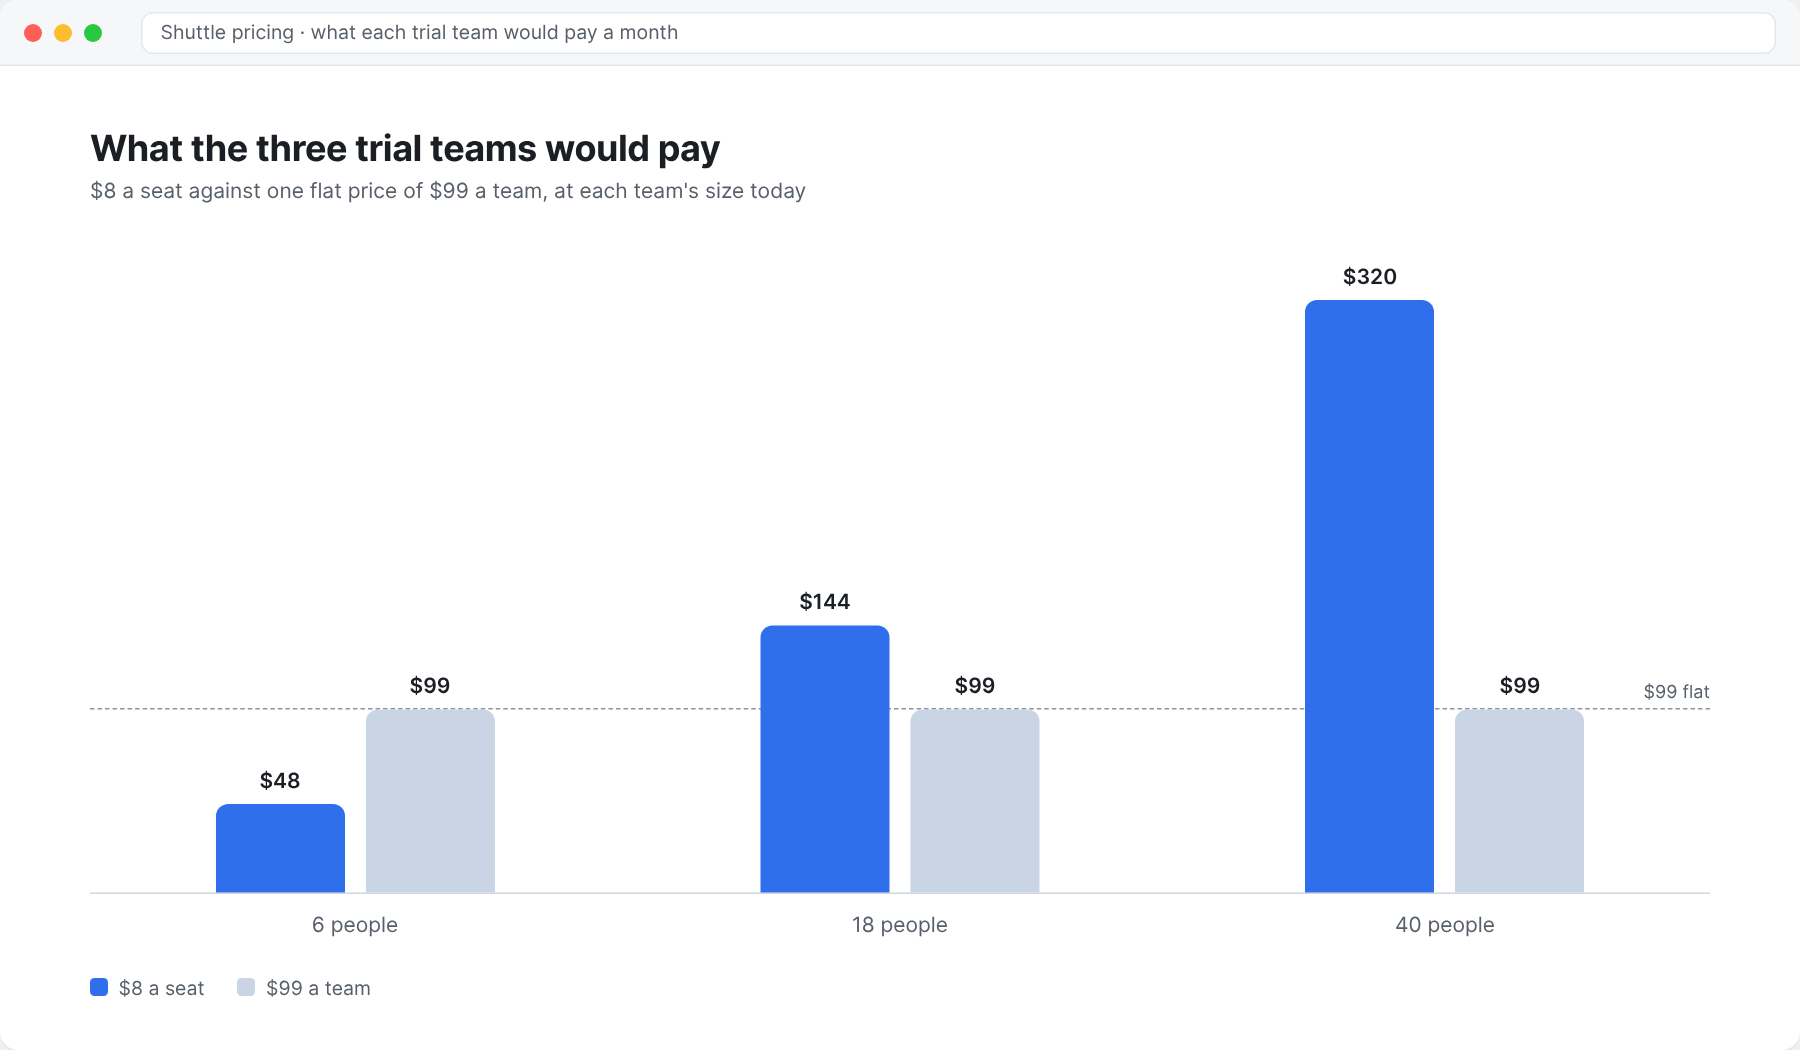 Shuttle pricing · what each trial team would pay a month
What the three trial teams would pay
$8 a seat against one flat price of $99 a team, at each team's size today
$320
$144
$99
$99
$99
$99 flat
$48
6 people
18 people
40 people
$8 a seat
$99 a team